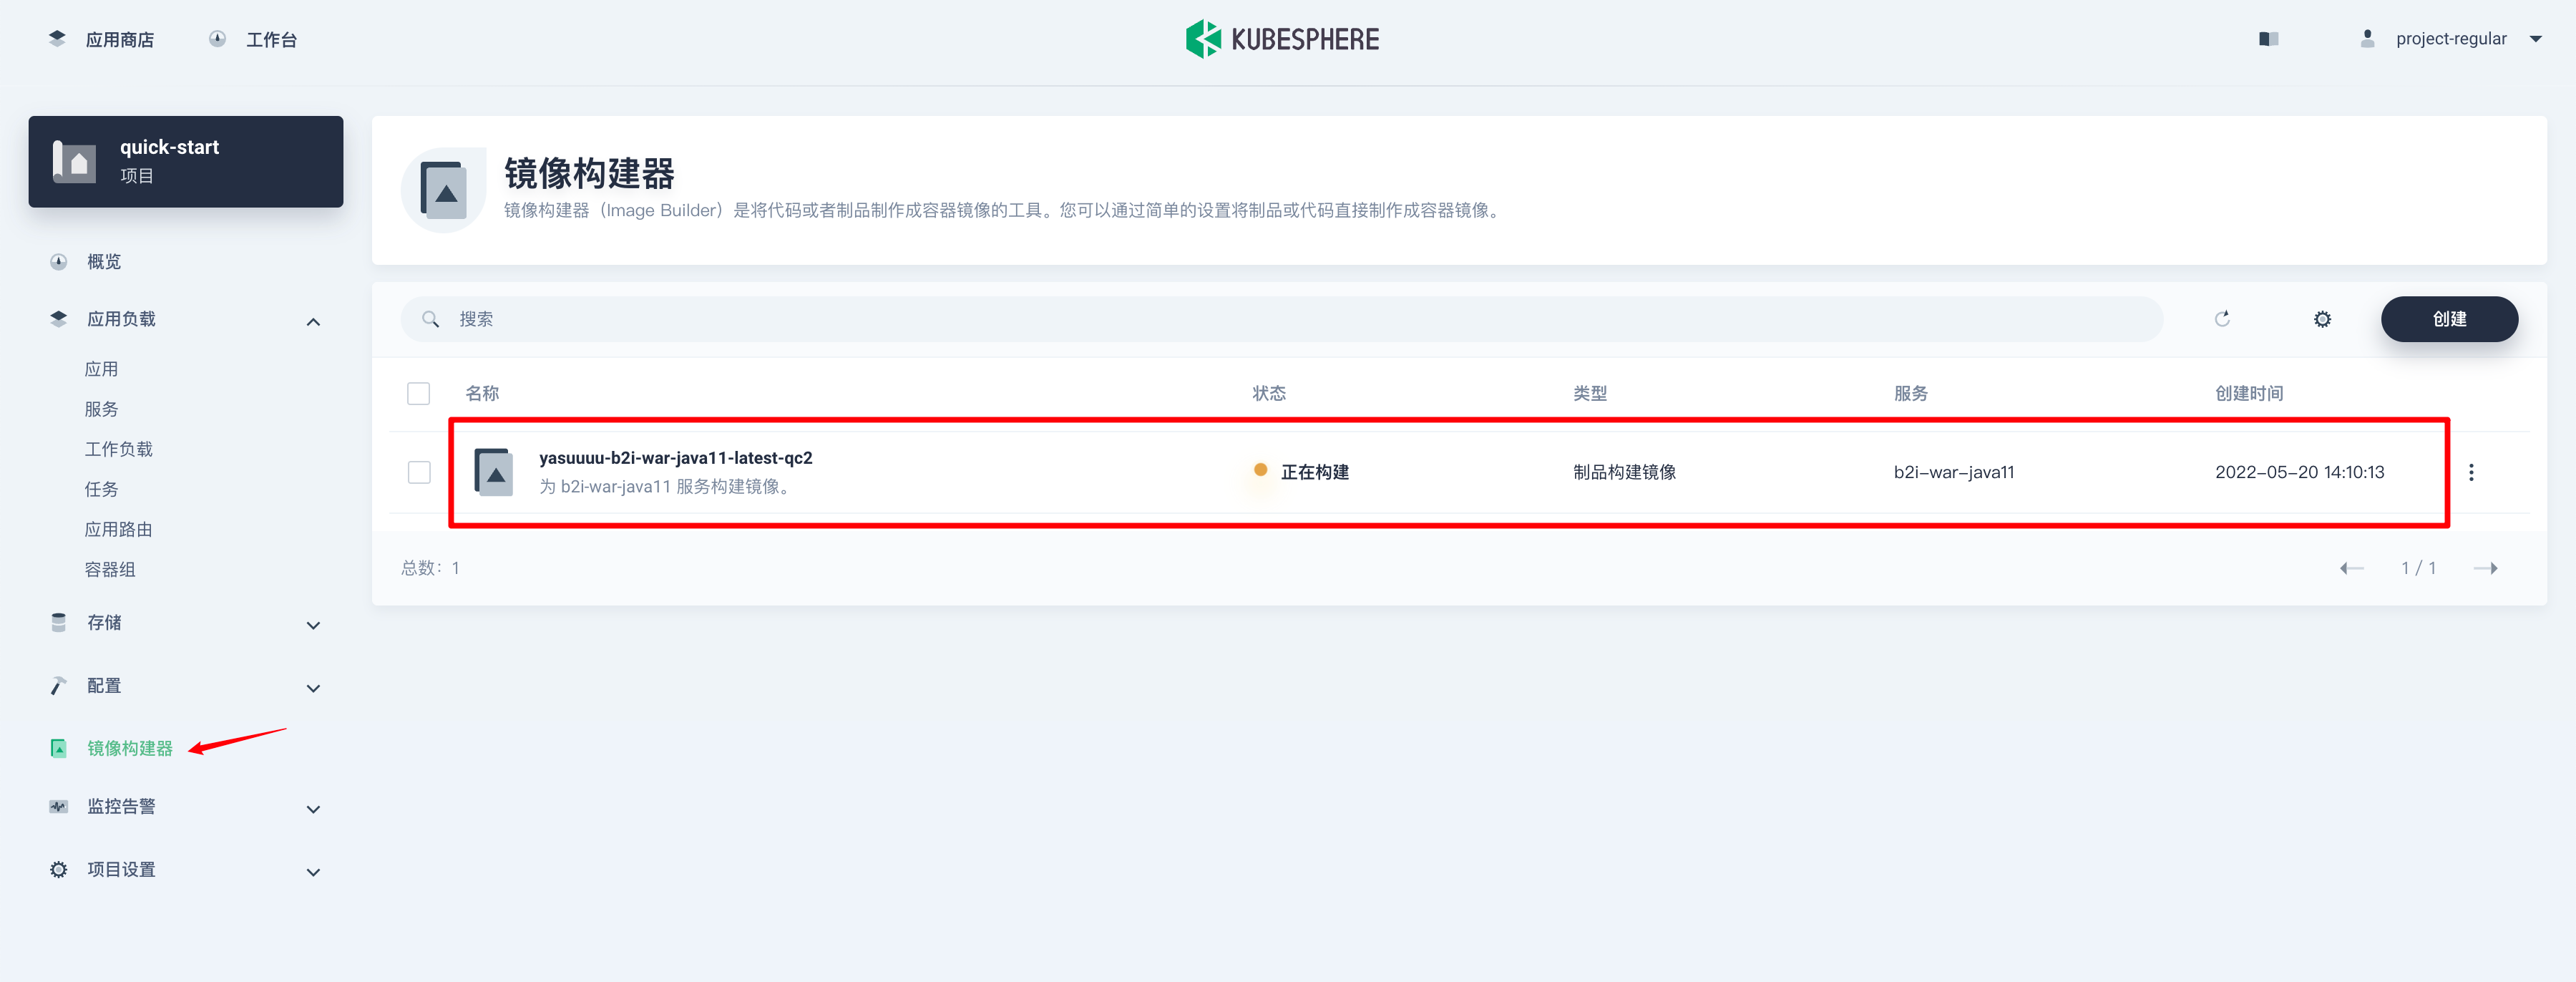 应用商店
工作台
KUBESPHERE
project-regular
quick-start
项目
概览
应用负载
应用
服务
工作负载
任务
应用路由
容器组
存储
配置
镜像构建器
监控告警
项目设置
镜像构建器
镜像构建器（Image Builder）是将代码或者制品制作成容器镜像的工具。您可以通过简单的设置将制品或代码直接制作成容器镜像。
搜索
创建
名称 状态 类型 服务 创建时间
yasuuuu-b2i-war-java11-latest-qc2
为 b2i-war-java11 服务构建镜像。
正在构建
制品构建镜像
b2i-war-java11
2022-05-20 14:10:13
总数：1
1 / 1